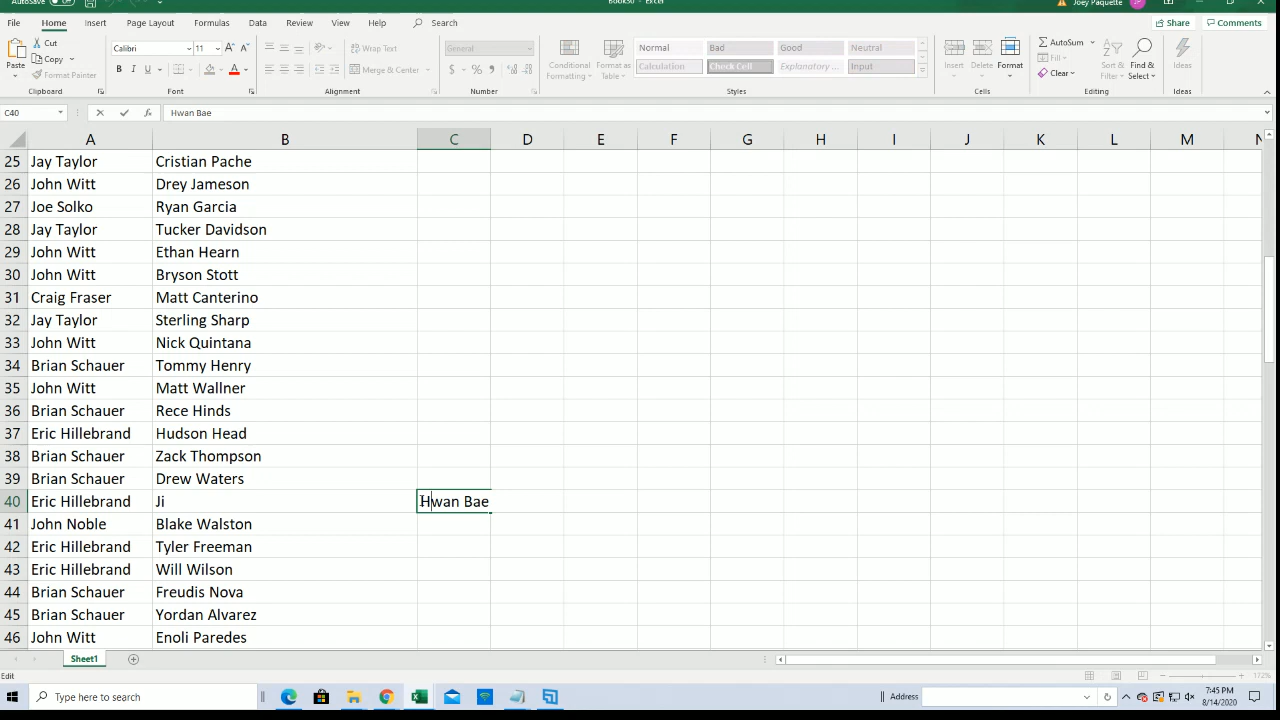 AutoSave Off Book30 - Excel Joey Paquette JP
File Home Insert Page Layout Formulas Data Review View Help Search Share Comments
Paste Cut Copy Format Painter Clipboard
Calibri 11 A A B I U A Font
Wrap Text Merge & Center Alignment
General $ % , Number
Conditional Formatting Format as Table
Normal Bad Good Neutral
Calculation Check Cell Explanatory ... Input
Styles
Insert Delete Format Cells
AutoSum Fill Clear Sort & Filter Find & Select Editing
Ideas Ideas
C40 fx Hwan Bae
A B C D E F G H I J K L M N
25 Jay Taylor Cristian Pache
26 John Witt Drey Jameson
27 Joe Solko Ryan Garcia
28 Jay Taylor Tucker Davidson
29 John Witt Ethan Hearn
30 John Witt Bryson Stott
31 Craig Fraser Matt Canterino
32 Jay Taylor Sterling Sharp
33 John Witt Nick Quintana
34 Brian Schauer Tommy Henry
35 John Witt Matt Wallner
36 Brian Schauer Rece Hinds
37 Eric Hillebrand Hudson Head
38 Brian Schauer Zack Thompson
39 Brian Schauer Drew Waters
40 Eric Hillebrand Ji Hwan Bae
41 John Noble Blake Walston
42 Eric Hillebrand Tyler Freeman
43 Eric Hillebrand Will Wilson
44 Brian Schauer Freudis Nova
45 Brian Schauer Yordan Alvarez
46 John Witt Enoli Paredes
Sheet1
Edit 172%
Type here to search Address 7:45 PM
8/14/2020